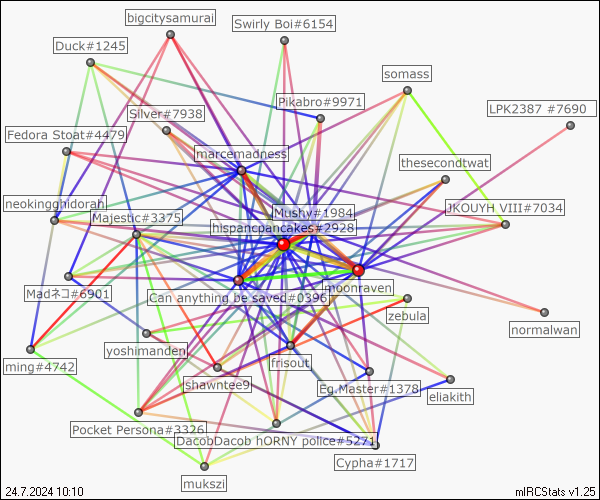 bigcitysamurai
Swirly Boi#6154
Duck#1245
somass
Pikabro#9971
LPK2387 #7690
Silver#7938
Fedora Stoat#4479
marcemadness
thesecondtwat
neokingghidorah
JKOUYH VIII#7034
Mushy#1984
Majestic#3375
hispancpancakes#2928
moonraven
Madネコ#6901
Can anything be saved#0396
zebula
normalwan
yoshimanden
ming#4742
frisout
shawntee9
Eg.Master#1378
eliakith
Pocket Persona#3326
DacobDacob hORNY police#5271
Cypha#1717
mukszi
24.7.2024 10:10
mIRCStats v1.25